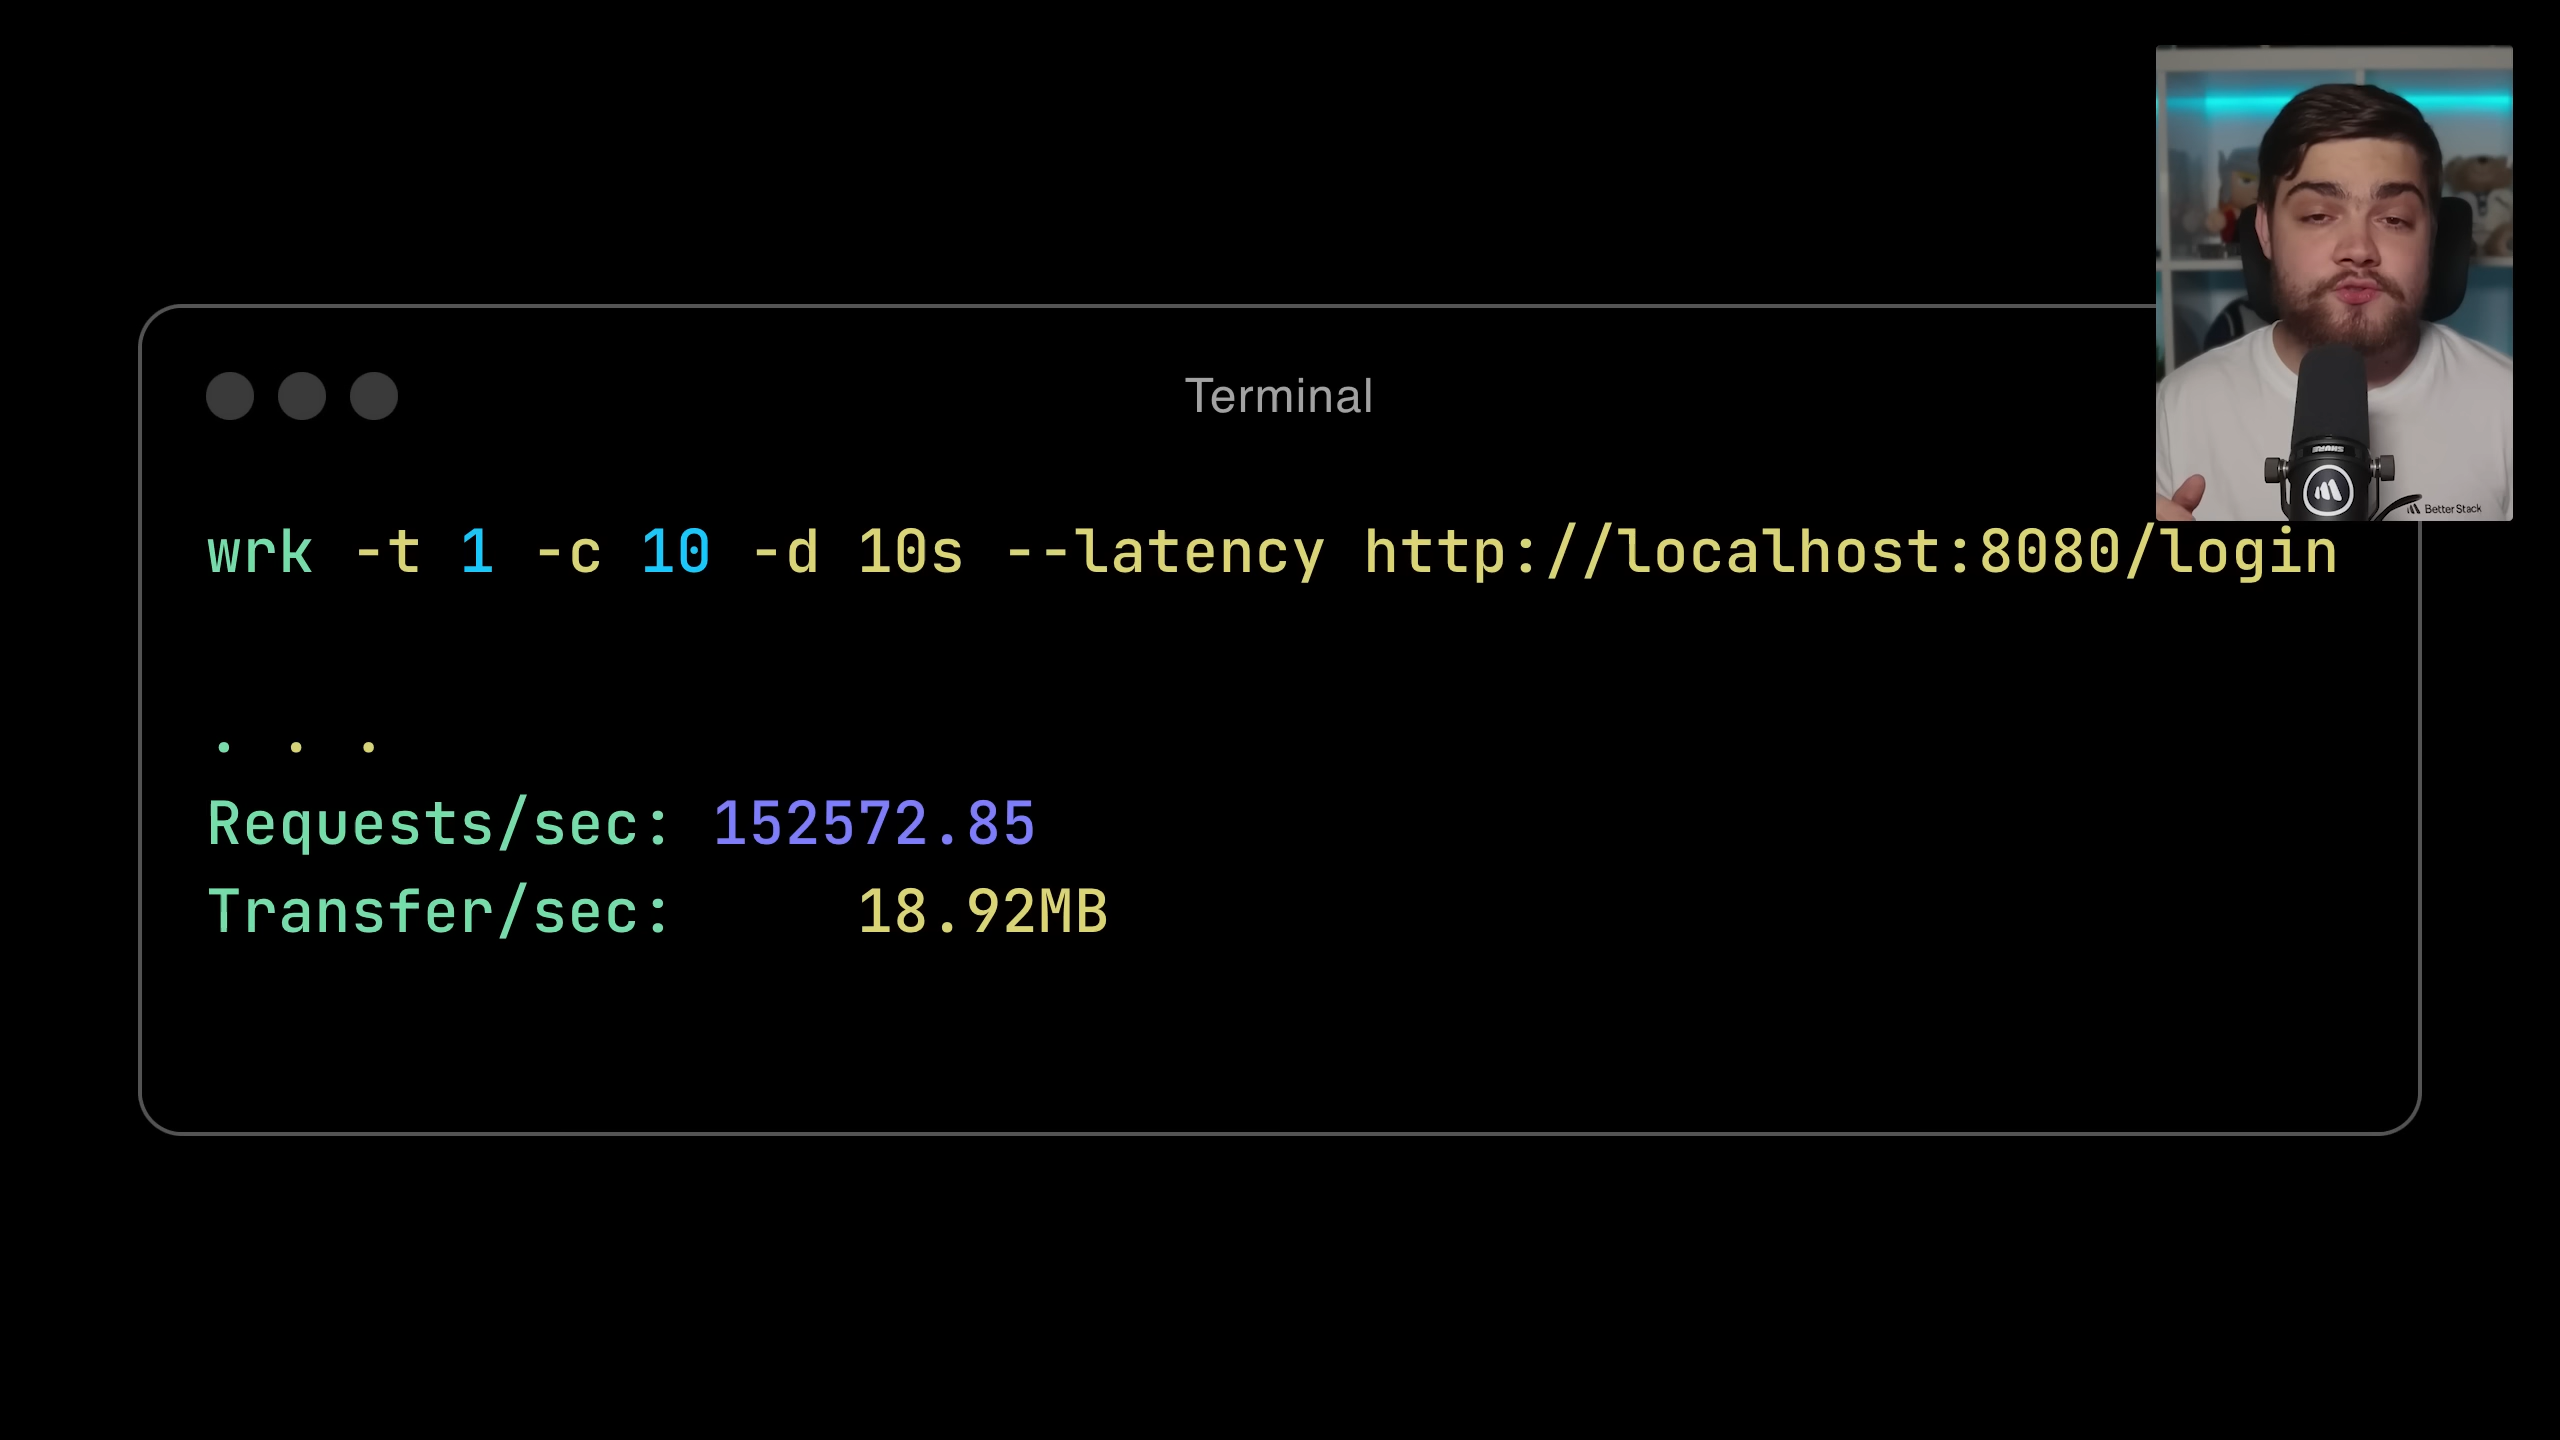 Terminal
wrk -t 1 -c 10 -d 10s --latency http://localhost:8080/login
. . .
Requests/sec: 152572.85
Transfer/sec: 18.92MB
SHURE
Better Stack